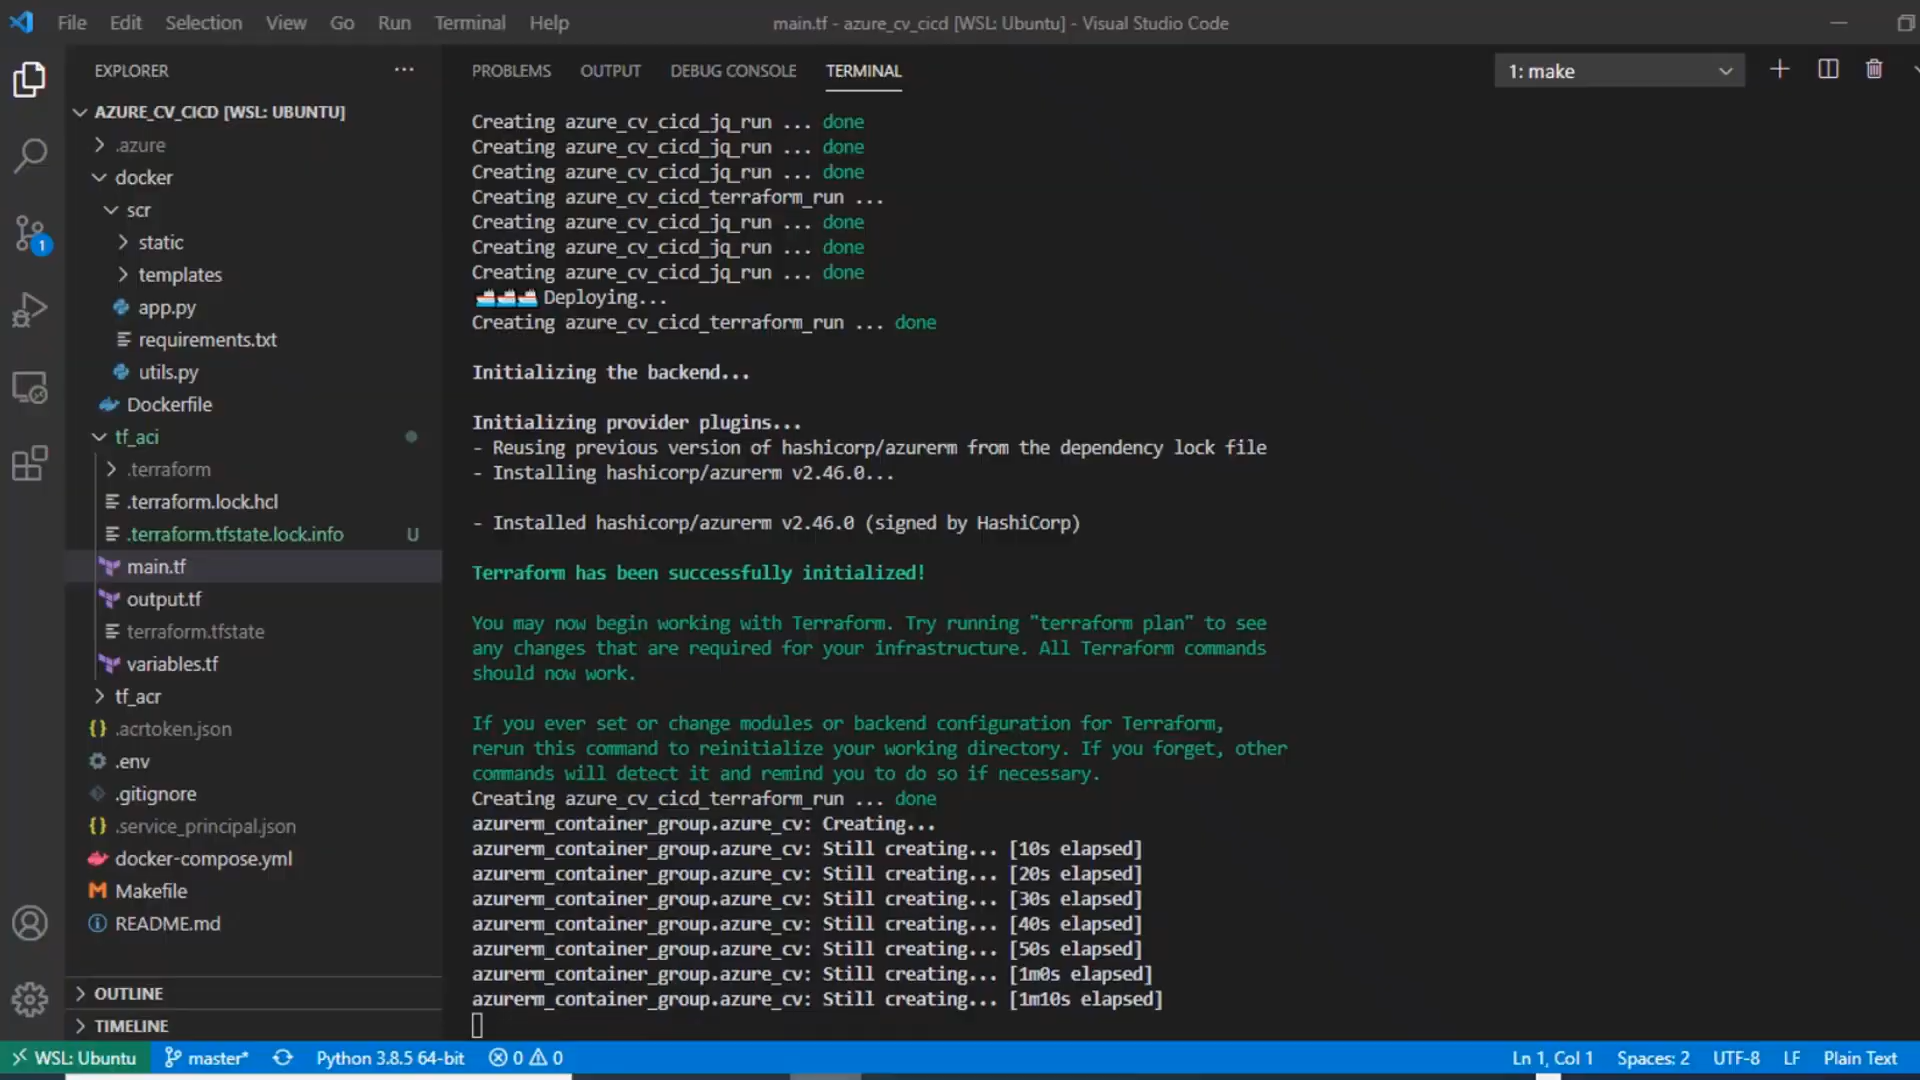 File Edit Selection View Go Run Terminal Help
main.tf - azure_cv_cicd [WSL: Ubuntu] - Visual Studio Code
EXPLORER ...
AZURE_CV_CICD [WSL: UBUNTU]
.azure
docker
scr
static
templates
app.py
requirements.txt
utils.py
Dockerfile
tf_aci
.terraform
.terraform.lock.hcl
.terraform.tfstate.lock.info U
main.tf
output.tf
terraform.tfstate
variables.tf
tf_acr
.acrtoken.json
.env
.gitignore
.service_principal.json
docker-compose.yml
Makefile
README.md
OUTLINE
TIMELINE
1
PROBLEMS OUTPUT DEBUG CONSOLE TERMINAL
1: make
Creating azure_cv_cicd_jq_run ... done
Creating azure_cv_cicd_jq_run ... done
Creating azure_cv_cicd_jq_run ... done
Creating azure_cv_cicd_terraform_run ...
Creating azure_cv_cicd_jq_run ... done
Creating azure_cv_cicd_jq_run ... done
Creating azure_cv_cicd_jq_run ... done
Deploying...
Creating azure_cv_cicd_terraform_run ... done
Initializing the backend...
Initializing provider plugins...
- Reusing previous version of hashicorp/azurerm from the dependency lock file
- Installing hashicorp/azurerm v2.46.0...
- Installed hashicorp/azurerm v2.46.0 (signed by HashiCorp)
Terraform has been successfully initialized!
You may now begin working with Terraform. Try running "terraform plan" to see
any changes that are required for your infrastructure. All Terraform commands
should now work.
If you ever set or change modules or backend configuration for Terraform,
rerun this command to reinitialize your working directory. If you forget, other
commands will detect it and remind you to do so if necessary.
Creating azure_cv_cicd_terraform_run ... done
azurerm_container_group.azure_cv: Creating...
azurerm_container_group.azure_cv: Still creating... [10s elapsed]
azurerm_container_group.azure_cv: Still creating... [20s elapsed]
azurerm_container_group.azure_cv: Still creating... [30s elapsed]
azurerm_container_group.azure_cv: Still creating... [40s elapsed]
azurerm_container_group.azure_cv: Still creating... [50s elapsed]
azurerm_container_group.azure_cv: Still creating... [1m0s elapsed]
azurerm_container_group.azure_cv: Still creating... [1m10s elapsed]
WSL: Ubuntu master* Python 3.8.5 64-bit 0 0 Ln 1, Col 1 Spaces: 2 UTF-8 LF Plain Text